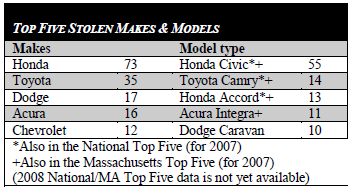 TOP FIVE STOLEN MAKES & MODELS
Makes Model type
Honda 73 Honda Civic*+ 55
Toyota 35 Toyota Camry*+ 14
Dodge 17 Honda Accord*+ 13
Acura 16 Acura Integra+ 11
Chevrolet 12 Dodge Caravan 10
*Also in the National Top Five (for 2007)
+Also in the Massachusetts Top Five (for 2007)
(2008 National/MA Top Five data is not yet available)